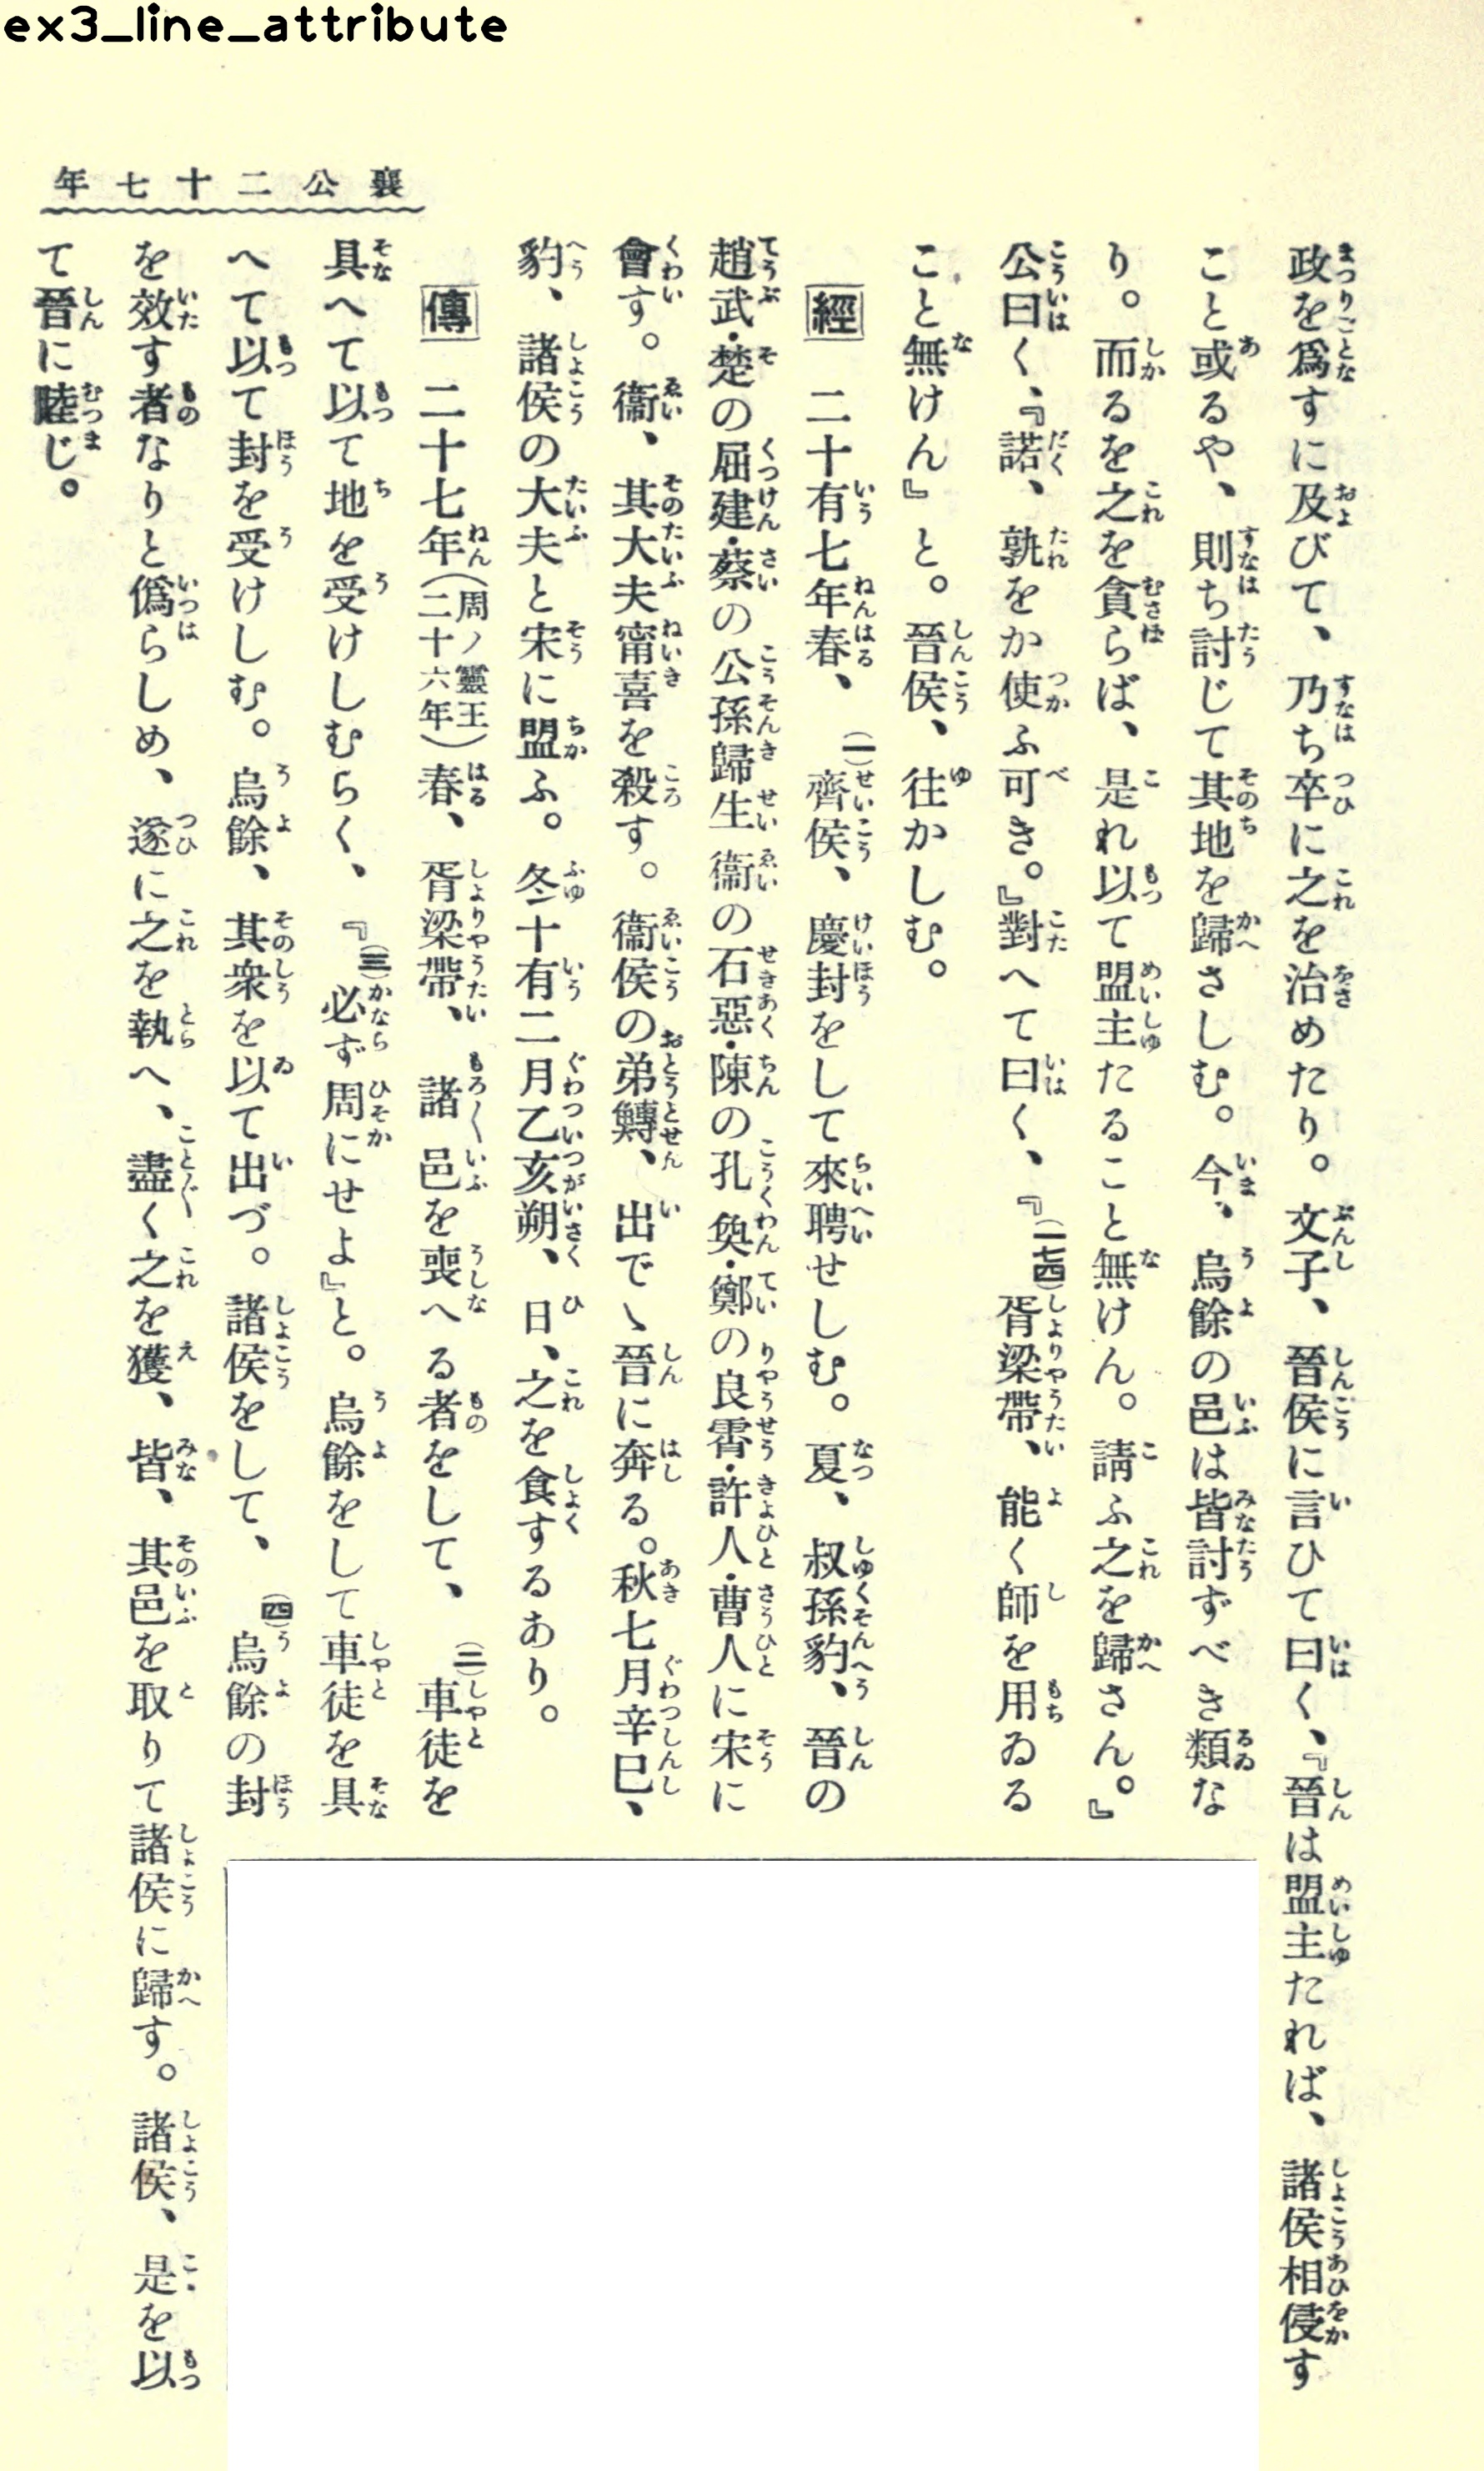 ex3_line_attribute
襄公二十七年
政を爲すに及びて、乃ち卒に之を治めたり。文子、晉侯に言ひて曰く、『晉は盟主たれば、諸侯相侵す
こと或るや、則ち討じて其地を歸さしむ。今、烏餘の邑は皆討ずべき類な
り。而るを之を貪らば、是れ以て盟主たること無けん。請ふ之を歸さん。』
公曰く、『諾、孰をか使ふ可き。』對へて曰く、『(一七四)胥梁帶、能く師を用ゐる
こと無けん』と。晉侯、往かしむ。
經 二十有七年春、(一)齊侯、慶封をして來聘せしむ。夏、叔孫豹、晉の
趙武・楚の屈建・蔡の公孫歸生 衞の石惡・陳の孔奐・鄭の良霄・許人・曹人に宋に
會す。衞、其大夫甯喜を殺す。衞侯の弟鱄、出でゝ晉に奔る。秋七月辛巳、
豹、諸侯の大夫と宋に盟ふ。冬十有二月乙亥朔、日、之を食するあり。
傳 二十七年(周ノ靈王二十六年)春、胥梁帶、諸邑を喪へる者をして、(二)車徒を
具へて以て地を受けしむらく、『(三)必ず周にせよ』と。烏餘をして車徒を具
へて以て封を受けしむ。烏餘、其衆を以て出づ。諸侯をして、(四)烏餘の封
を效す者なりと僞らしめ、遂に之を執へ、盡く之を獲、皆、其邑を取りて諸侯に歸す。諸侯、是を以
て晉に睦じ。